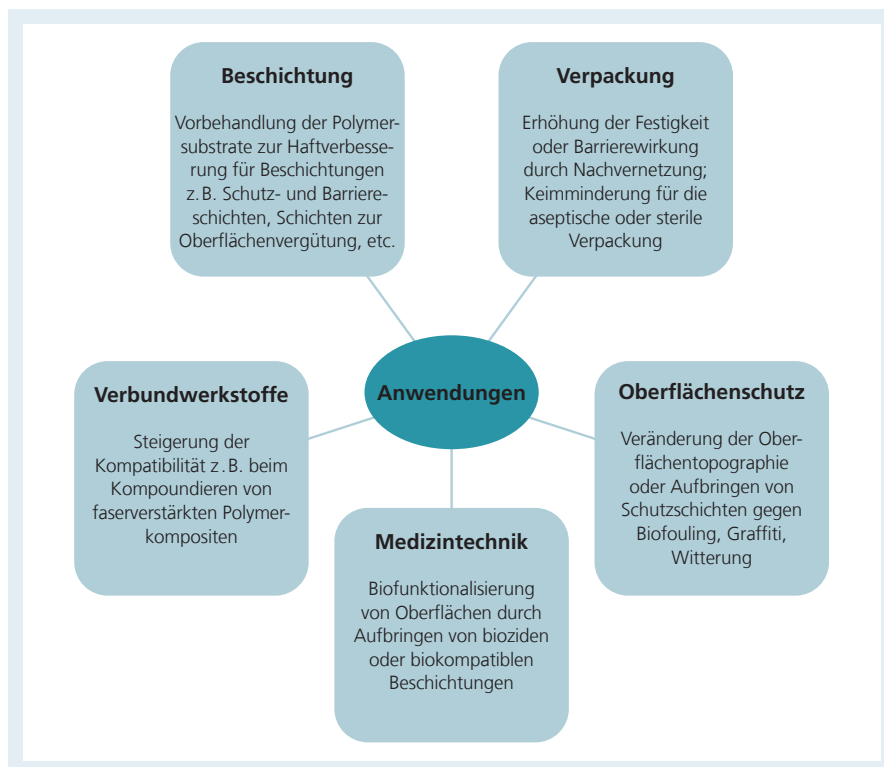 Beschichtung
Vorbehandlung der Polymer-
substrate zur Haftverbesse-
rung für Beschichtungen
z.B. Schutz- und Barriere-
schichten, Schichten zur
Oberflächenvergütung, etc.
Verpackung
Erhöhung der Festigkeit
oder Barrierewirkung
durch Nachvernetzung;
Keimminderung für die
aseptische oder sterile
Verpackung
Anwendungen
Verbundwerkstoffe
Steigerung der
Kompatibilität z.B. beim
Kompoundieren von
faserverstärkten Polymer-
kompositen
Oberflächenschutz
Veränderung der Ober-
flächentopographie
oder Aufbringen von
Schutzschichten gegen
Biofouling, Graffiti,
Witterung
Medizintechnik
Biofunktionalisierung
von Oberflächen durch
Aufbringen von bioziden
oder biokompatiblen
Beschichtungen